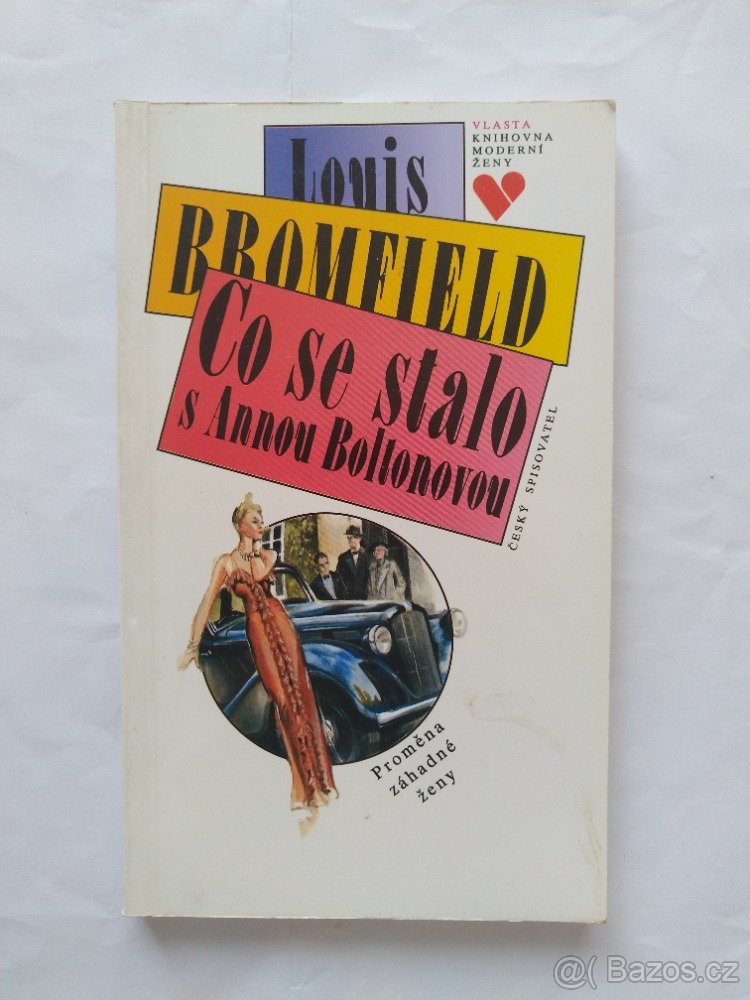 VLASTA
KNIHOVNA
MODERNÍ
ŽENY
Louis
BROMFIELD
Co se stalo
s Annou Boltonovou
ČESKÝ SPISOVATEL
Proměna
záhadné
ženy
@( Bazos.cz